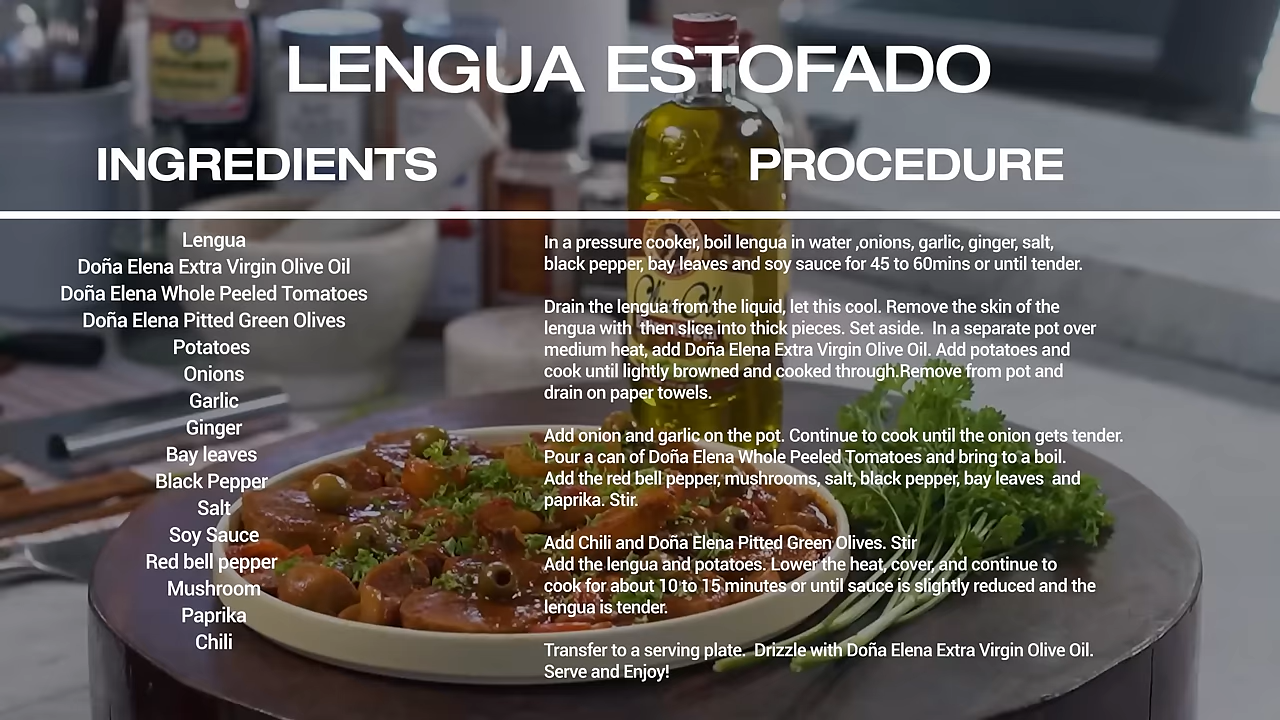 LENGUA ESTOFADO
INGREDIENTS
Lengua
Doña Elena Extra Virgin Olive Oil
Doña Elena Whole Peeled Tomatoes
Doña Elena Pitted Green Olives
Potatoes
Onions
Garlic
Ginger
Bay leaves
Black Pepper
Salt
Soy Sauce
Red bell pepper
Mushroom
Paprika
Chili
PROCEDURE
In a pressure cooker, boil lengua in water ,onions, garlic, ginger, salt,
black pepper, bay leaves and soy sauce for 45 to 60mins or until tender.
Drain the lengua from the liquid, let this cool. Remove the skin of the
lengua with  then slice into thick pieces. Set aside.  In a separate pot over
medium heat, add Doña Elena Extra Virgin Olive Oil. Add potatoes and
cook until lightly browned and cooked through.Remove from pot and
drain on paper towels.
Add onion and garlic on the pot. Continue to cook until the onion gets tender.
Pour a can of Doña Elena Whole Peeled Tomatoes and bring to a boil.
Add the red bell pepper, mushrooms, salt, black pepper, bay leaves  and
paprika. Stir.
Add Chili and Doña Elena Pitted Green Olives. Stir
Add the lengua and potatoes. Lower the heat, cover, and continue to
cook for about 10 to 15 minutes or until sauce is slightly reduced and the
lengua is tender.
Transfer to a serving plate.  Drizzle with Doña Elena Extra Virgin Olive Oil.
Serve and Enjoy!
Olive Oil